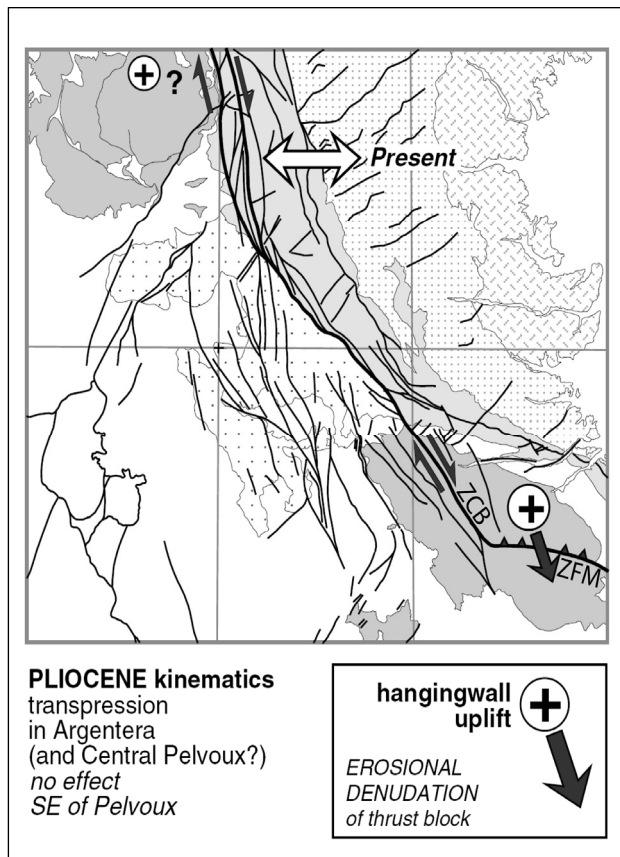 + ?
Present
ZCB
+
ZFM
PLIOCENE kinematics
transpression
in Argentera
(and Central Pelvoux?)
no effect
SE of Pelvoux
hangingwall
uplift +
EROSIONAL
DENUDATION
of thrust block